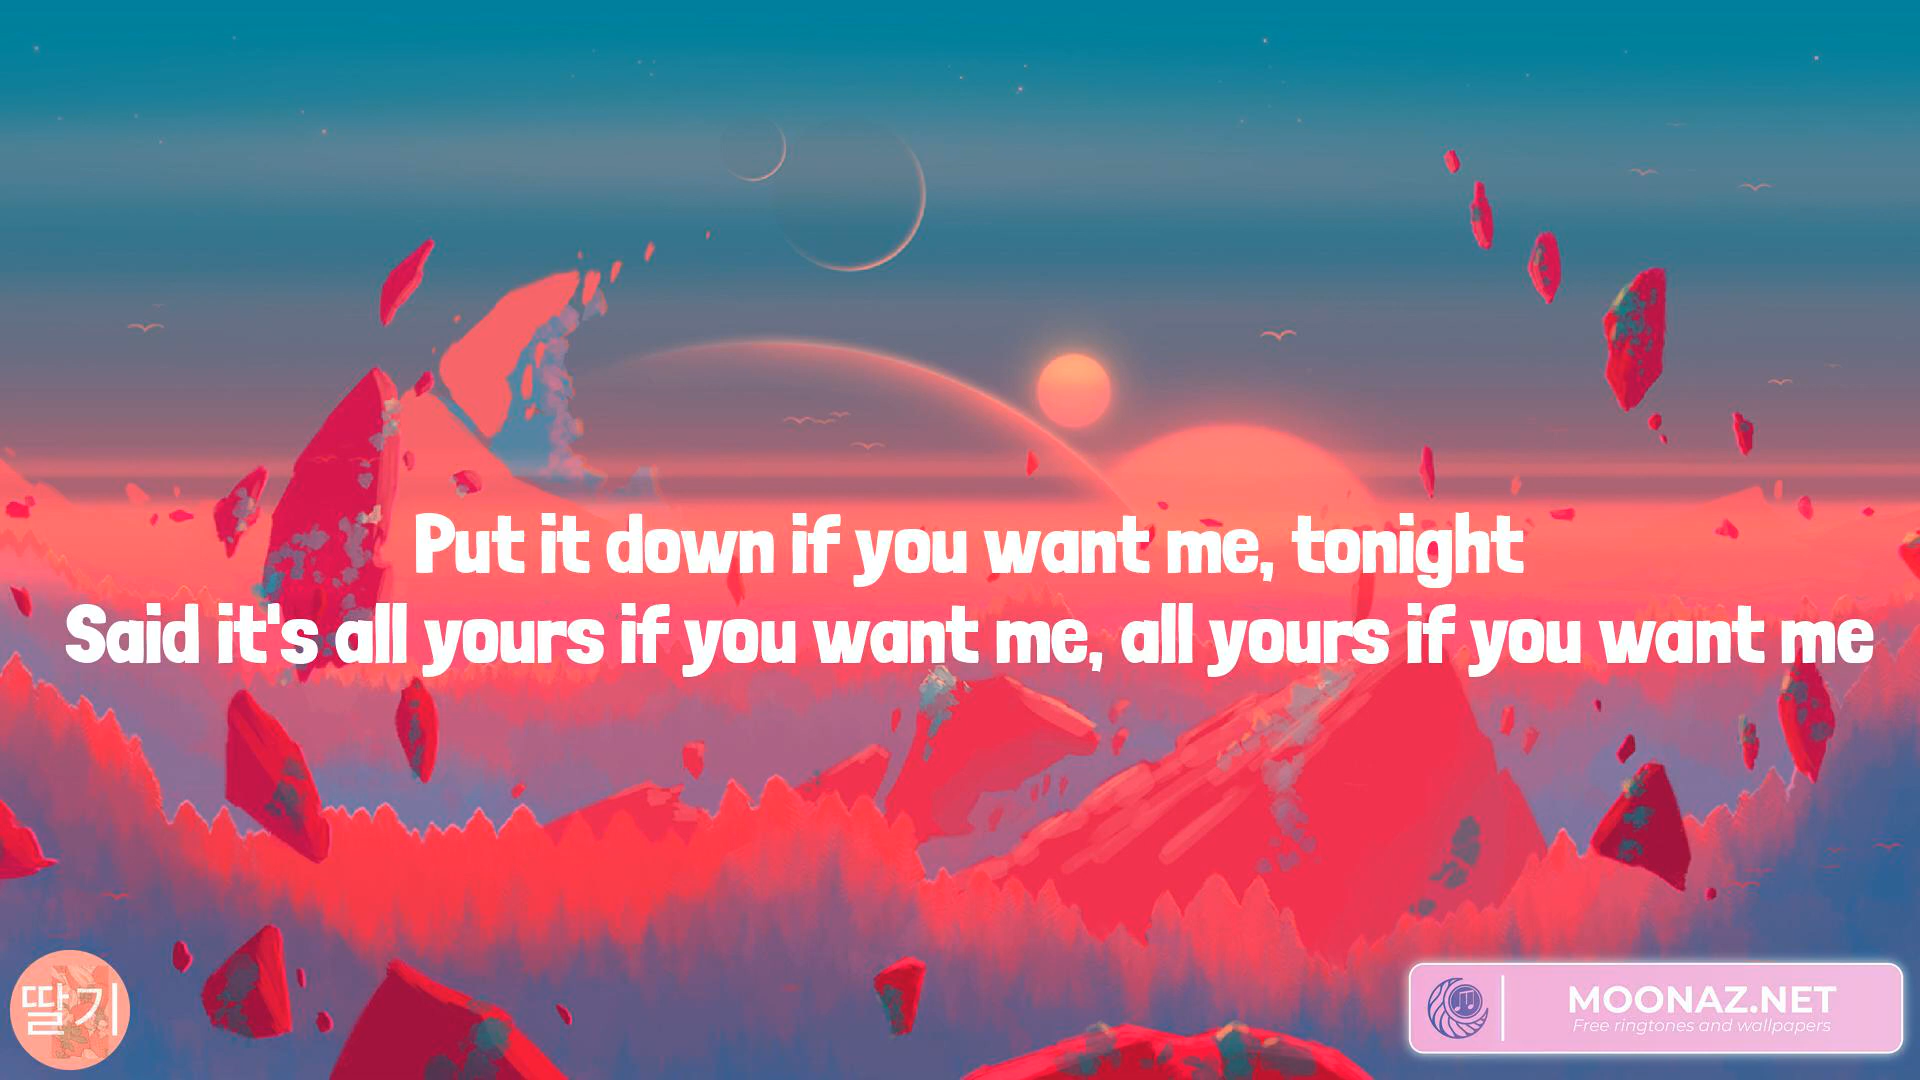 Put it down if you want me, tonight
Said it's all yours if you want me, all yours if you want me
딸기
MOONAZ.NET
Free ringtones and wallpapers